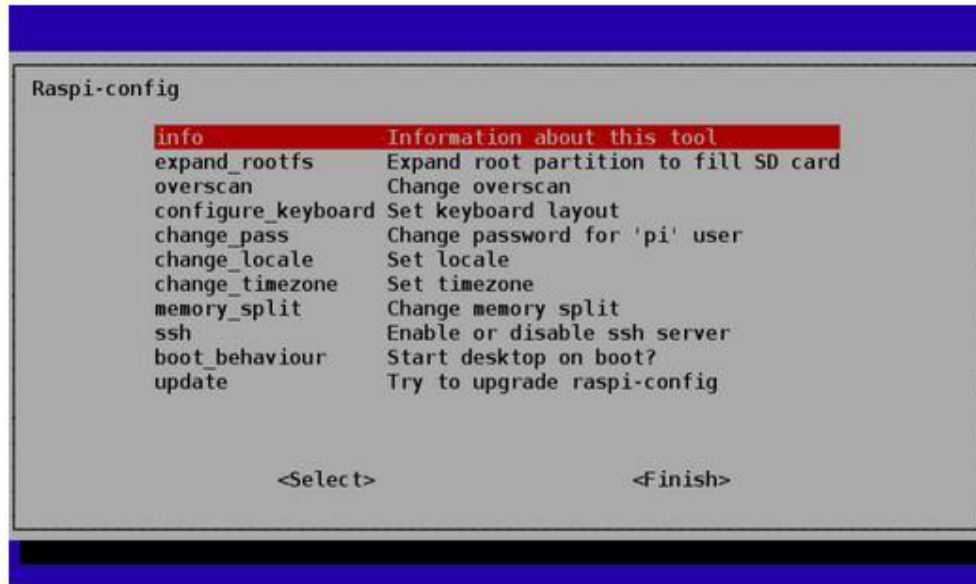 Raspi-config
info Information about this tool
expand_rootfs Expand root partition to fill SD card
overscan Change overscan
configure_keyboard Set keyboard layout
change_pass Change password for 'pi' user
change_locale Set locale
change_timezone Set timezone
memory_split Change memory split
ssh Enable or disable ssh server
boot_behaviour Start desktop on boot?
update Try to upgrade raspi-config
<Select> <Finish>